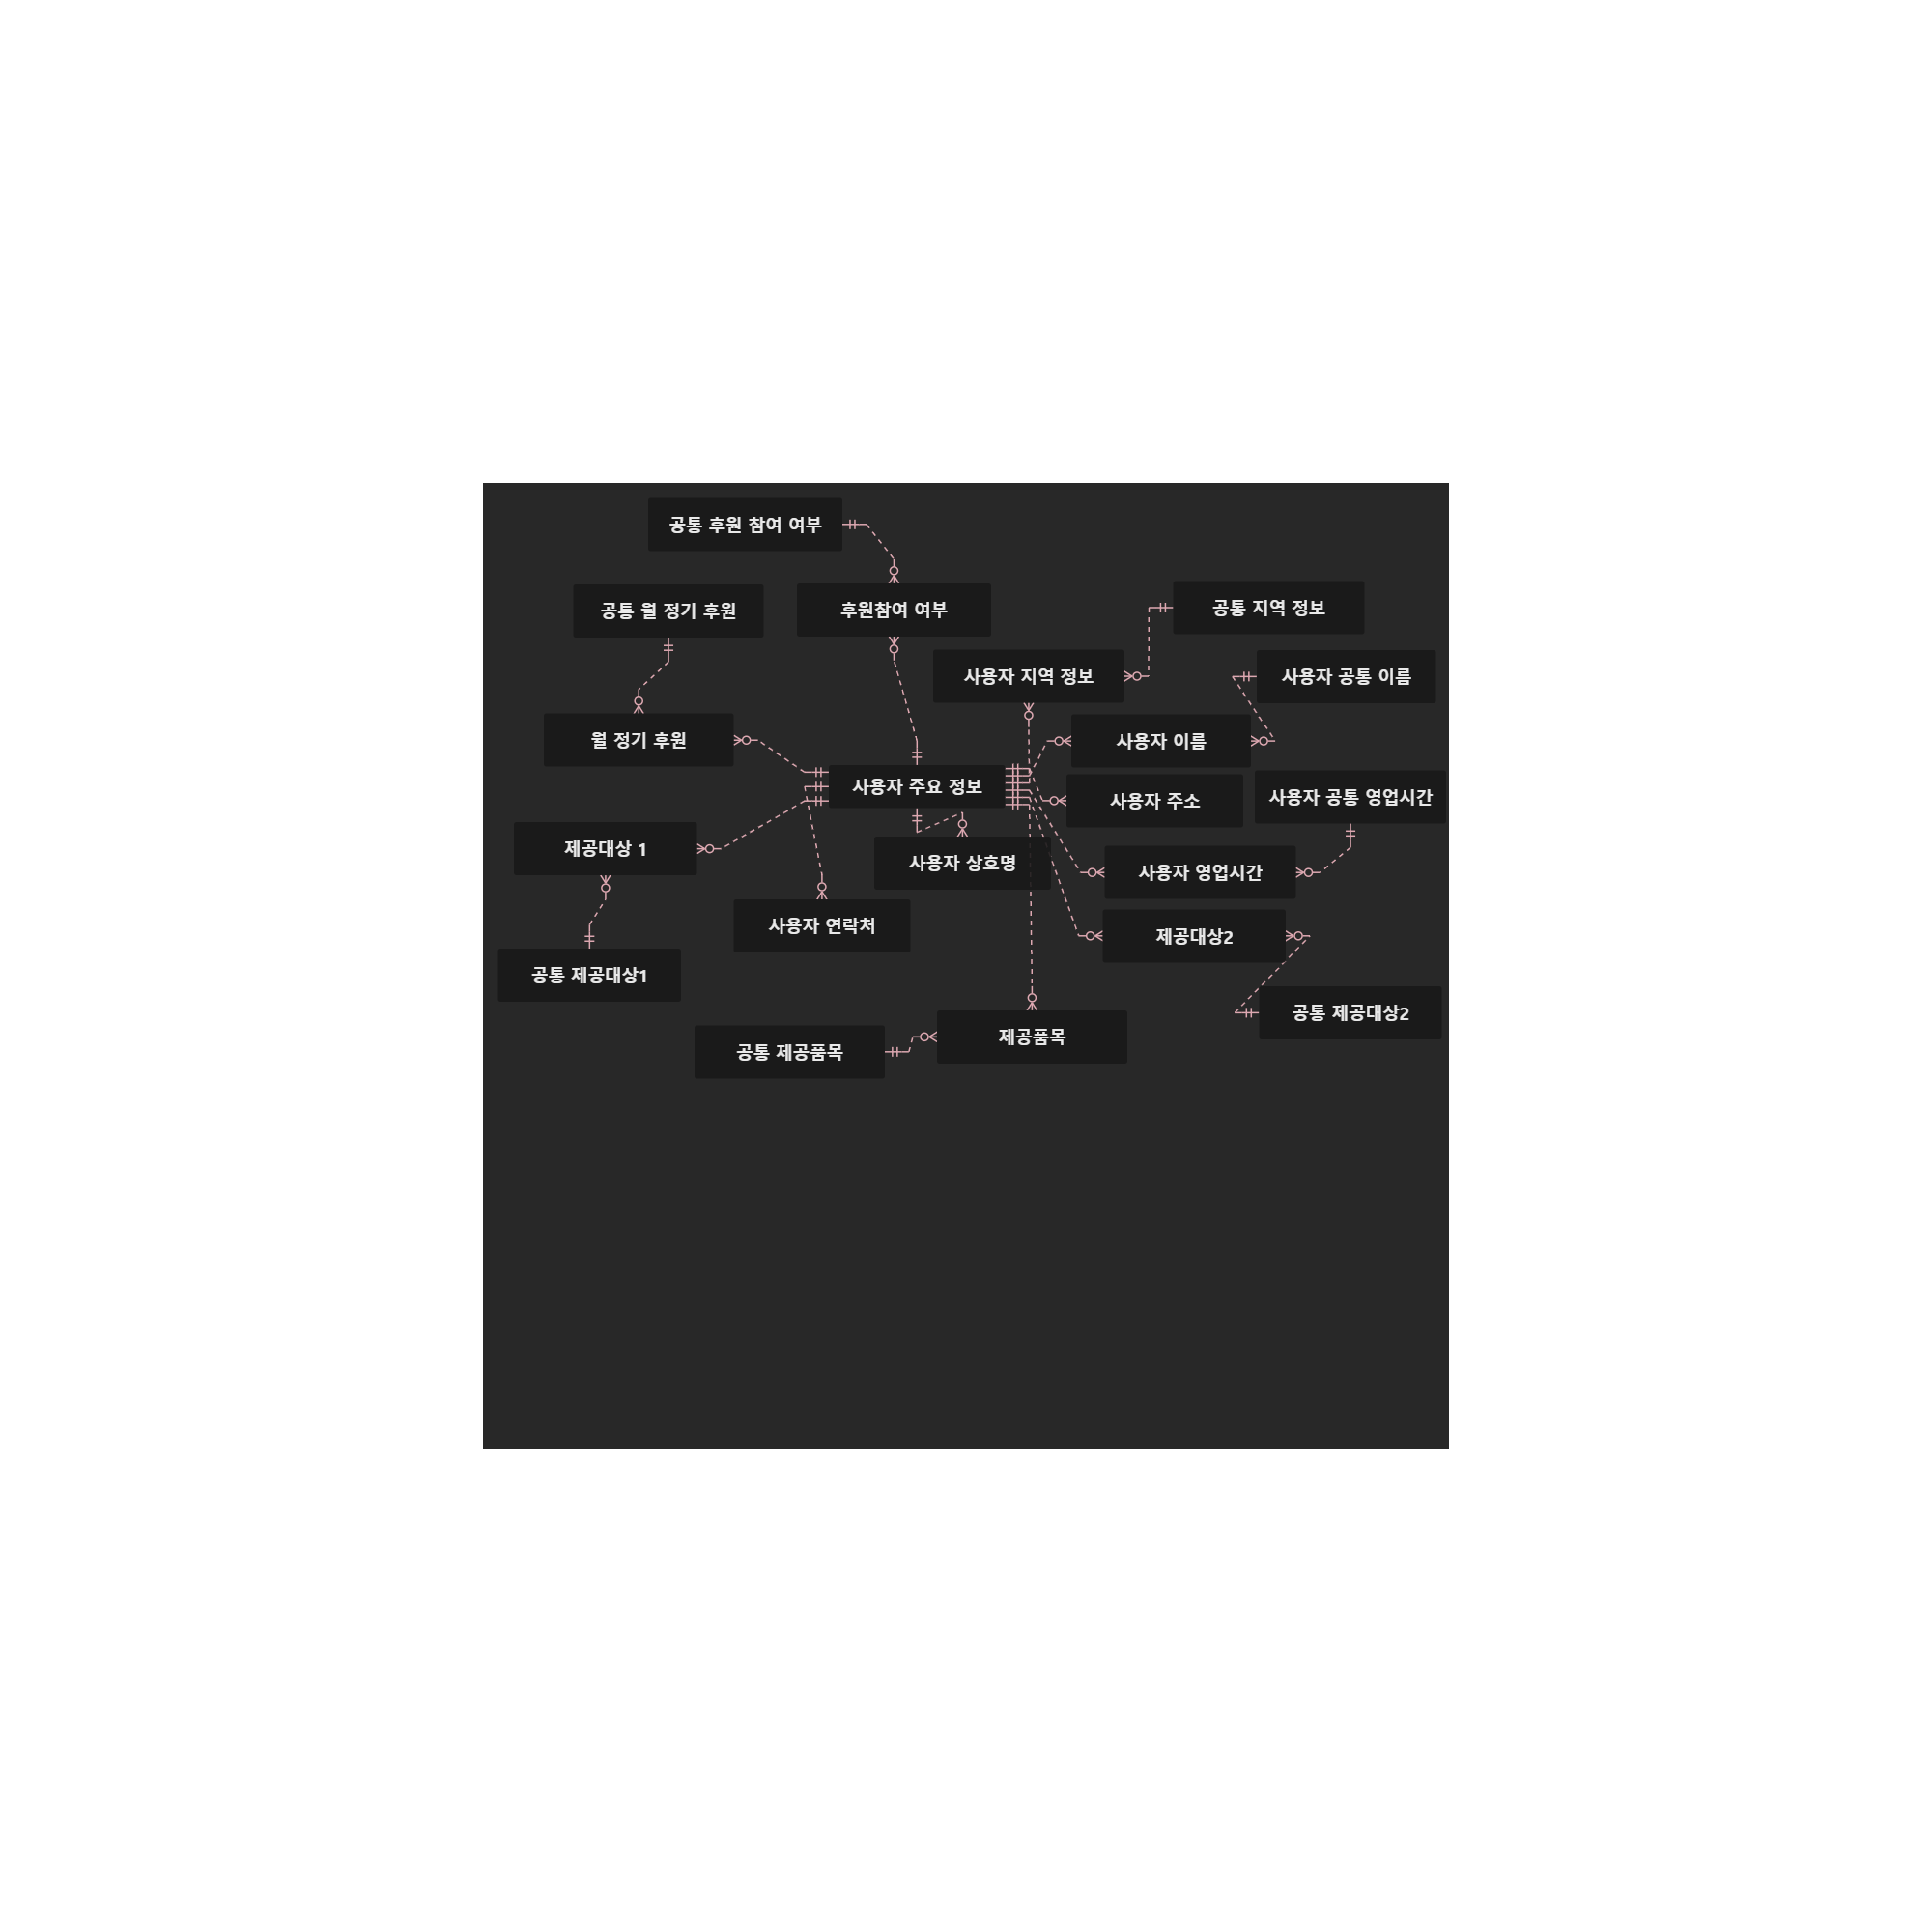 공통 후원 참여 여부
공통 월 정기 후원
후원참여 여부
공통 지역 정보
사용자 지역 정보
사용자 공통 이름
월 정기 후원
사용자 이름
사용자 주요 정보
사용자 주소
사용자 공통 영업시간
제공대상 1
사용자 상호명
사용자 영업시간
사용자 연락처
제공대상2
공통 제공대상1
공통 제공대상2
제공품목
공통 제공품목